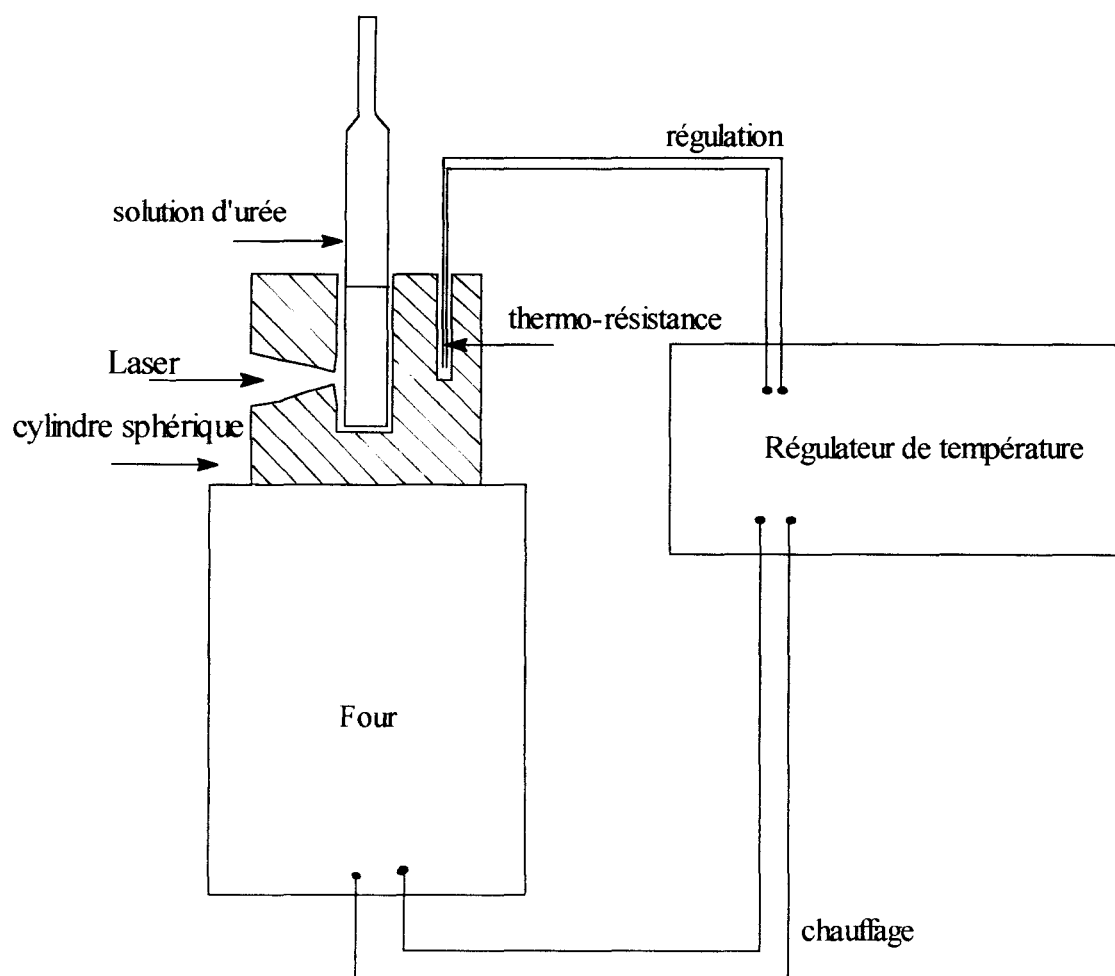 régulation
solution d'urée
thermo-résistance
Laser
cylindre sphérique
Régulateur de température
Four
chauffage